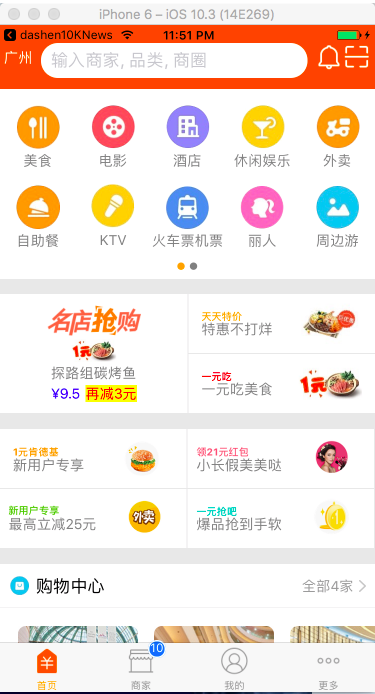 iPhone 6 – iOS 10.3 (14E269)
dashen10KNews 11:51 PM
广州 输入商家, 品类, 商圈
美食 电影 酒店 休闲娱乐 外卖
自助餐 KTV 火车票机票 丽人 周边游
名店抢购
1元
探路组碳烤鱼
¥9.5 再减3元
天天特价
特惠不打烊
一元吃
一元吃美食
1元
1元肯德基
新用户专享
领21元红包
小长假美美哒
新用户专享
最高立减25元
外卖
一元抢吧
爆品抢到手软
购物中心 全部4家
10
首页 商家 我的 更多